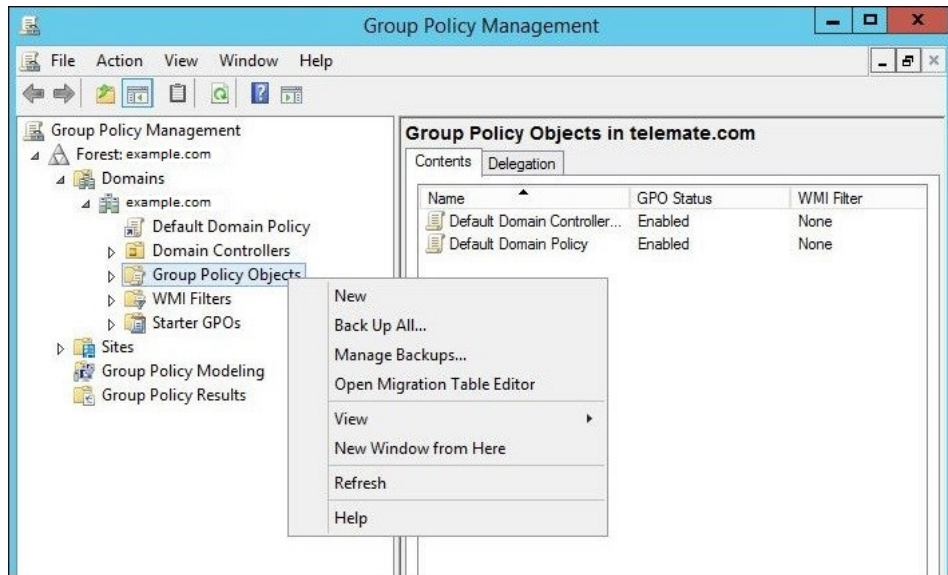 Group Policy Management
File Action View Window Help
Group Policy Management
Forest: example.com
Domains
example.com
Default Domain Policy
Domain Controllers
Group Policy Objects
WMI Filters
Starter GPOs
Sites
Group Policy Modeling
Group Policy Results
Group Policy Objects in telemate.com
Contents Delegation
Name GPO Status WMI Filter
Default Domain Controller... Enabled None
Default Domain Policy Enabled None
New
Back Up All...
Manage Backups...
Open Migration Table Editor
View
New Window from Here
Refresh
Help